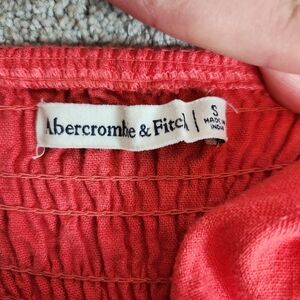 Abercrombie & Fitch
S
MADE IN
INDIA